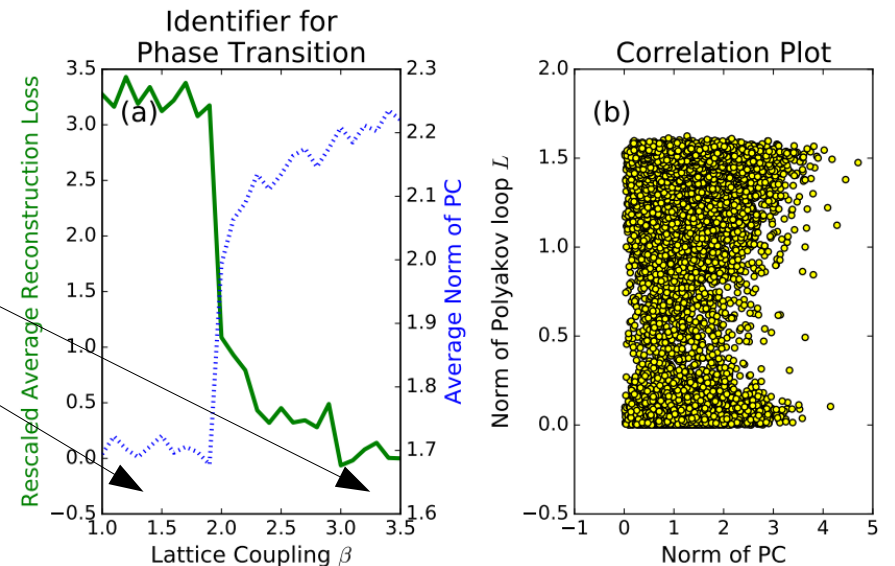 Identifier for
Phase Transition
(a)
Rescaled Average Reconstruction Loss
3.5
3.0
2.5
2.0
1.5
1.0
0.5
0.0
−0.5
1.0 1.5 2.0 2.5 3.0 3.5
Lattice Coupling β
2.3
2.2
2.1
2.0
1.9
1.8
1.7
1.6
Average Norm of PC
Correlation Plot
(b)
Norm of Polyakov loop L
2.0
1.5
1.0
0.5
0.0
−0.5
−1 0 1 2 3 4 5
Norm of PC